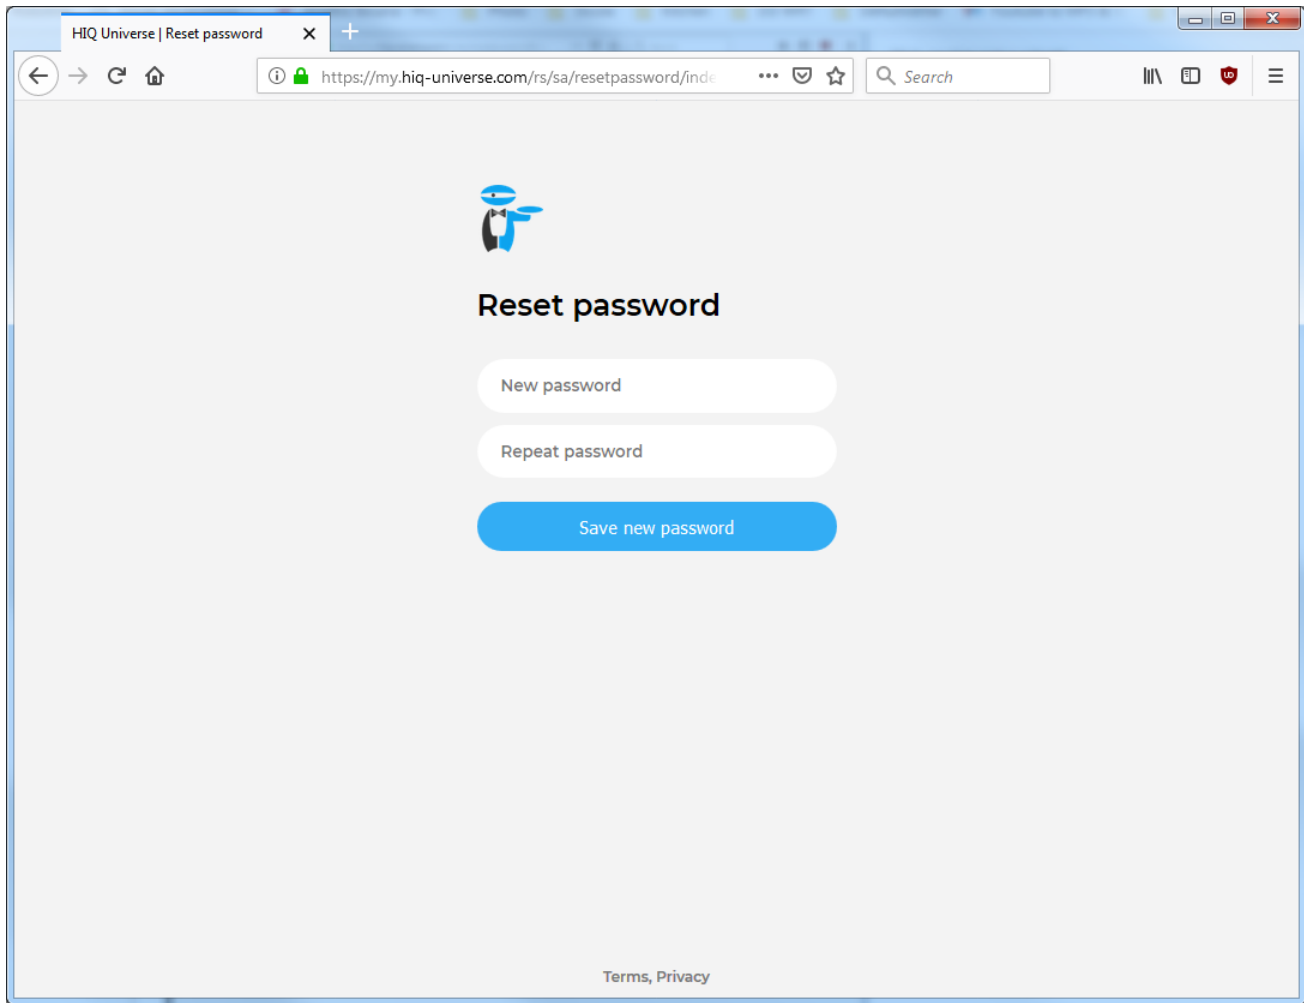 HIQ Universe | Reset password
https://my.hiq-universe.com/rs/sa/resetpassword/inde
Search
Reset password
New password
Repeat password
Save new password
Terms, Privacy